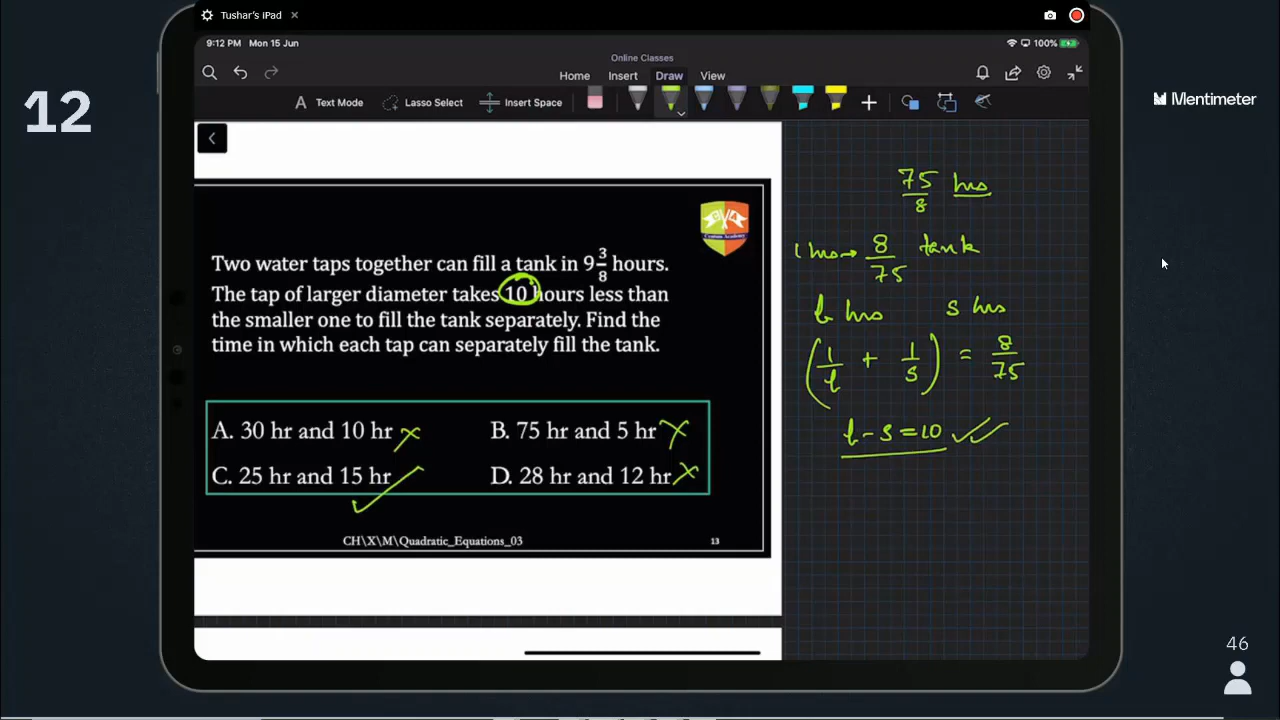 Tushar's iPad ×
9:12 PM Mon 15 Jun
100%
Online Classes
Home Insert Draw View
A Text Mode Lasso Select Insert Space
12
Mentimeter
Two water taps together can fill a tank in 9 3/8 hours.
The tap of larger diameter takes 10 hours less than
the smaller one to fill the tank separately. Find the
time in which each tap can separately fill the tank.
A. 30 hr and 10 hr
B. 75 hr and 5 hr
C. 25 hr and 15 hr
D. 28 hr and 12 hr
CH\X\M\Quadratic_Equations_03
13
75/8 hrs
1 hrs → 8/75 tank
l hrs s hrs
(1/l + 1/s) = 8/75
l - s = 10
46